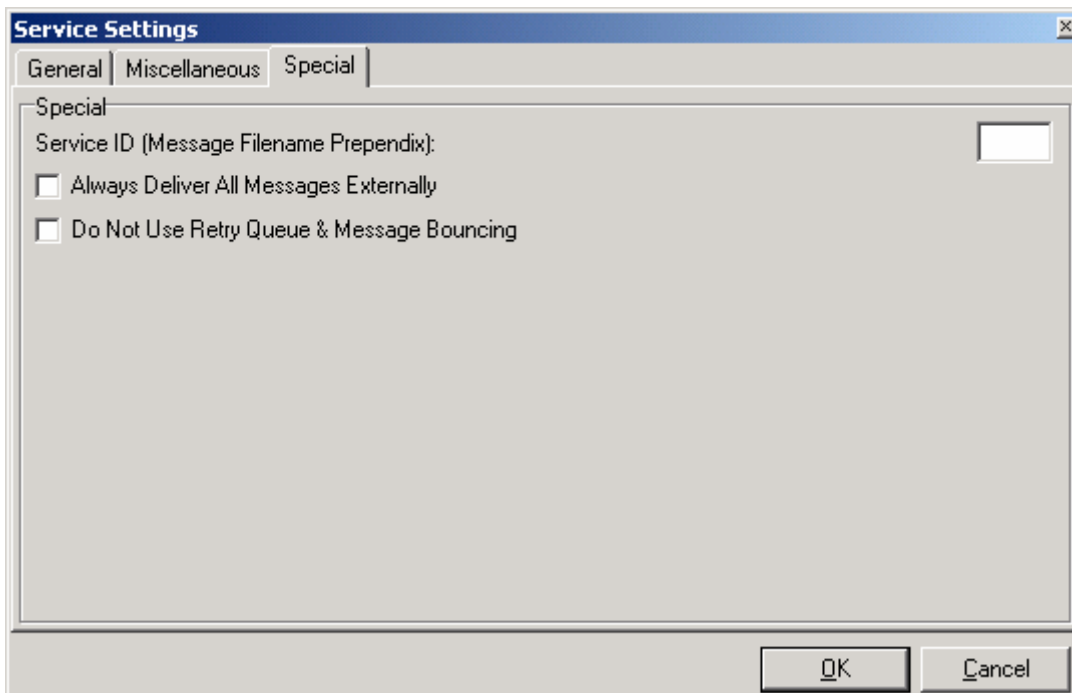 Service Settings
General Miscellaneous Special
Special
Service ID (Message Filename Prependix):
Always Deliver All Messages Externally
Do Not Use Retry Queue & Message Bouncing
OK Cancel